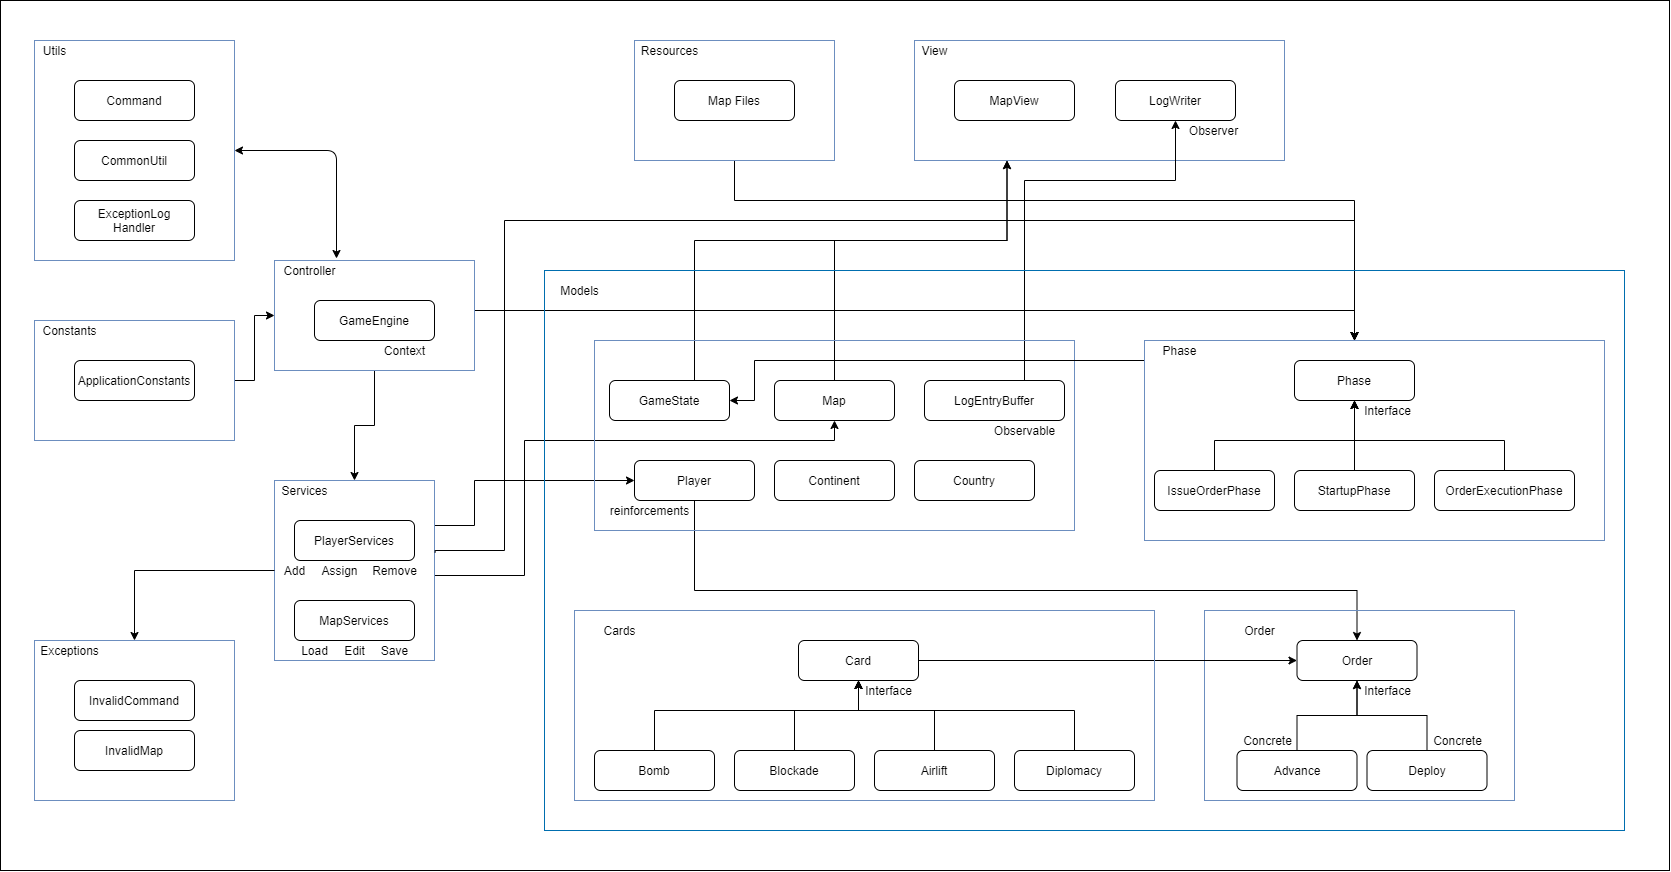 Utils
Command
CommonUtil
ExceptionLog
Handler
Resources
Map Files
View
MapView
LogWriter
Observer
Controller
GameEngine
Context
Constants
ApplicationConstants
Services
PlayerServices
Add Assign Remove
MapServices
Load Edit Save
Exceptions
InvalidCommand
InvalidMap
Models
GameState
Map
LogEntryBuffer
Observable
Player
reinforcements
Continent
Country
Phase
Phase
Interface
IssueOrderPhase
StartupPhase
OrderExecutionPhase
Cards
Card
Interface
Bomb
Blockade
Airlift
Diplomacy
Order
Order
Interface
Concrete
Concrete
Advance
Deploy